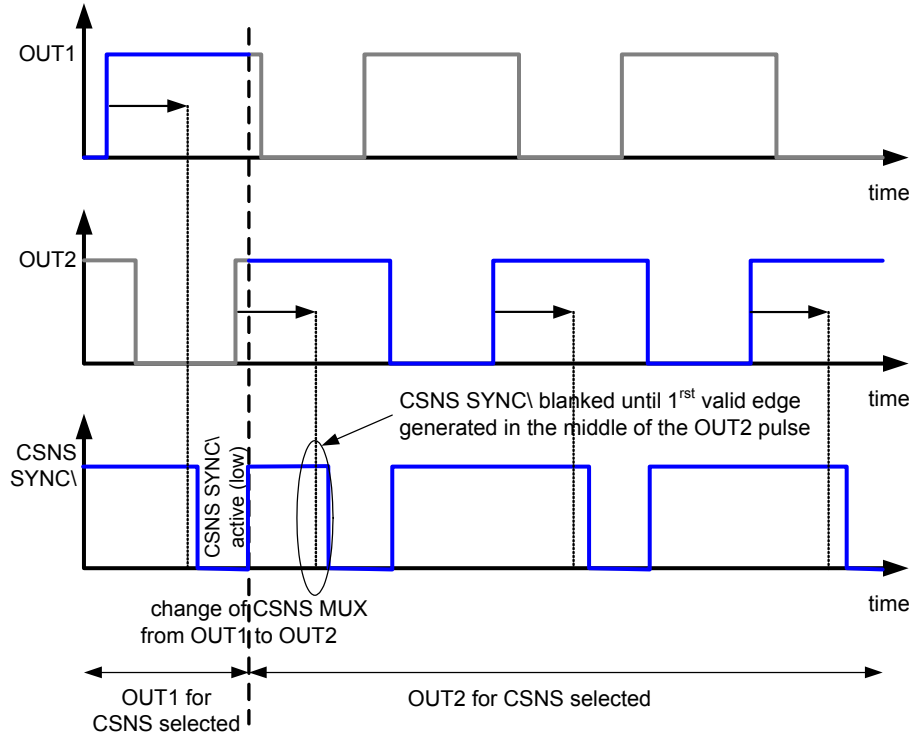 OUT1
time
OUT2
time
CSNS SYNC\ blanked until 1rst valid edge
generated in the middle of the OUT2 pulse
CSNS
SYNC\
CSNS SYNC\
active (low)
time
change of CSNS MUX
from OUT1 to OUT2
OUT1 for
CSNS selected
OUT2 for CSNS selected